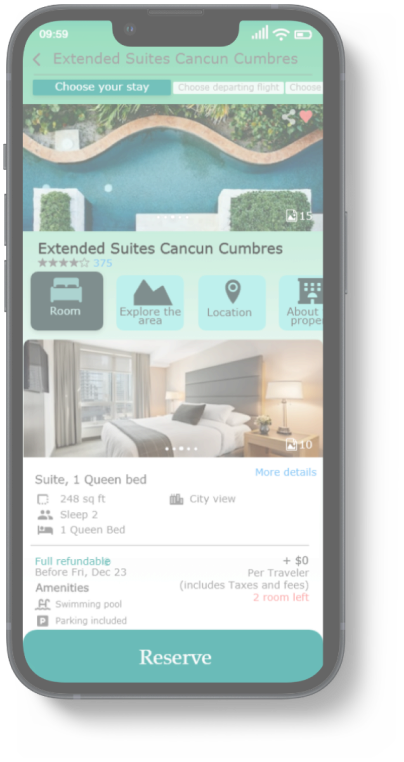 09:59
Extended Suites Cancun Cumbres
Choose your stay
Choose departing flight
Choose
15
Extended Suites Cancun Cumbres
375
Room
Explore the
area
Location
About
prope
10
Suite, 1 Queen bed
More details
248 sq ft
City view
Sleep 2
1 Queen Bed
Full refundable
+ $0
Before Fri, Dec 23
Per Traveler
(includes Taxes and fees)
Amenities
2 room left
Swimming pool
P Parking included
Reserve